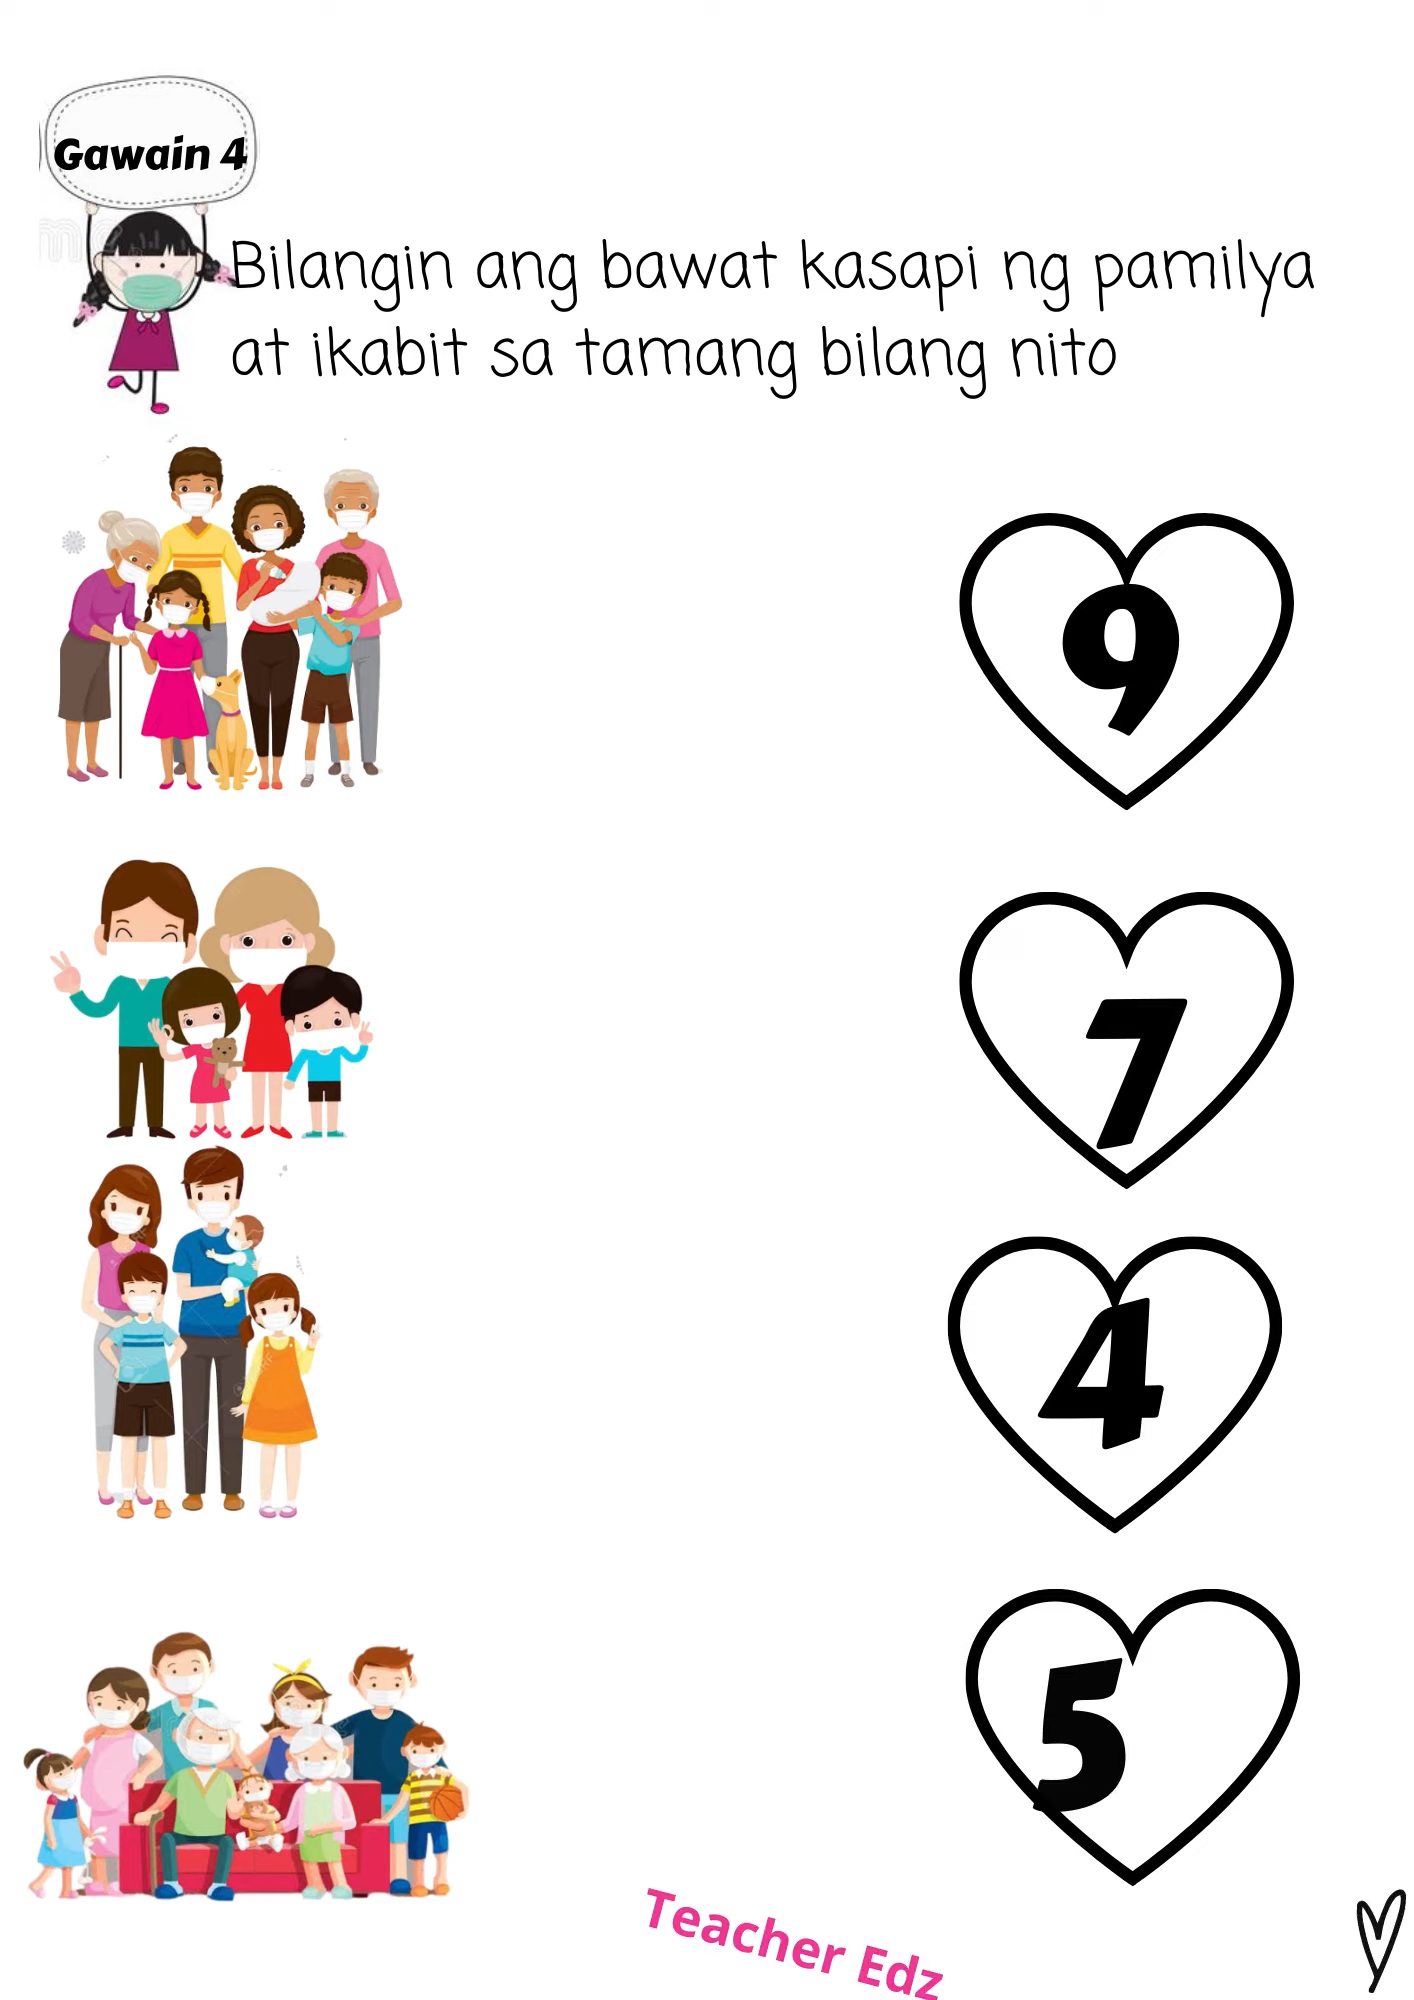 Gawain 4
Bilangin ang bawat kasapi ng pamilya
at ikabit sa tamang bilang nito
9
7
4
5
Teacher Edz